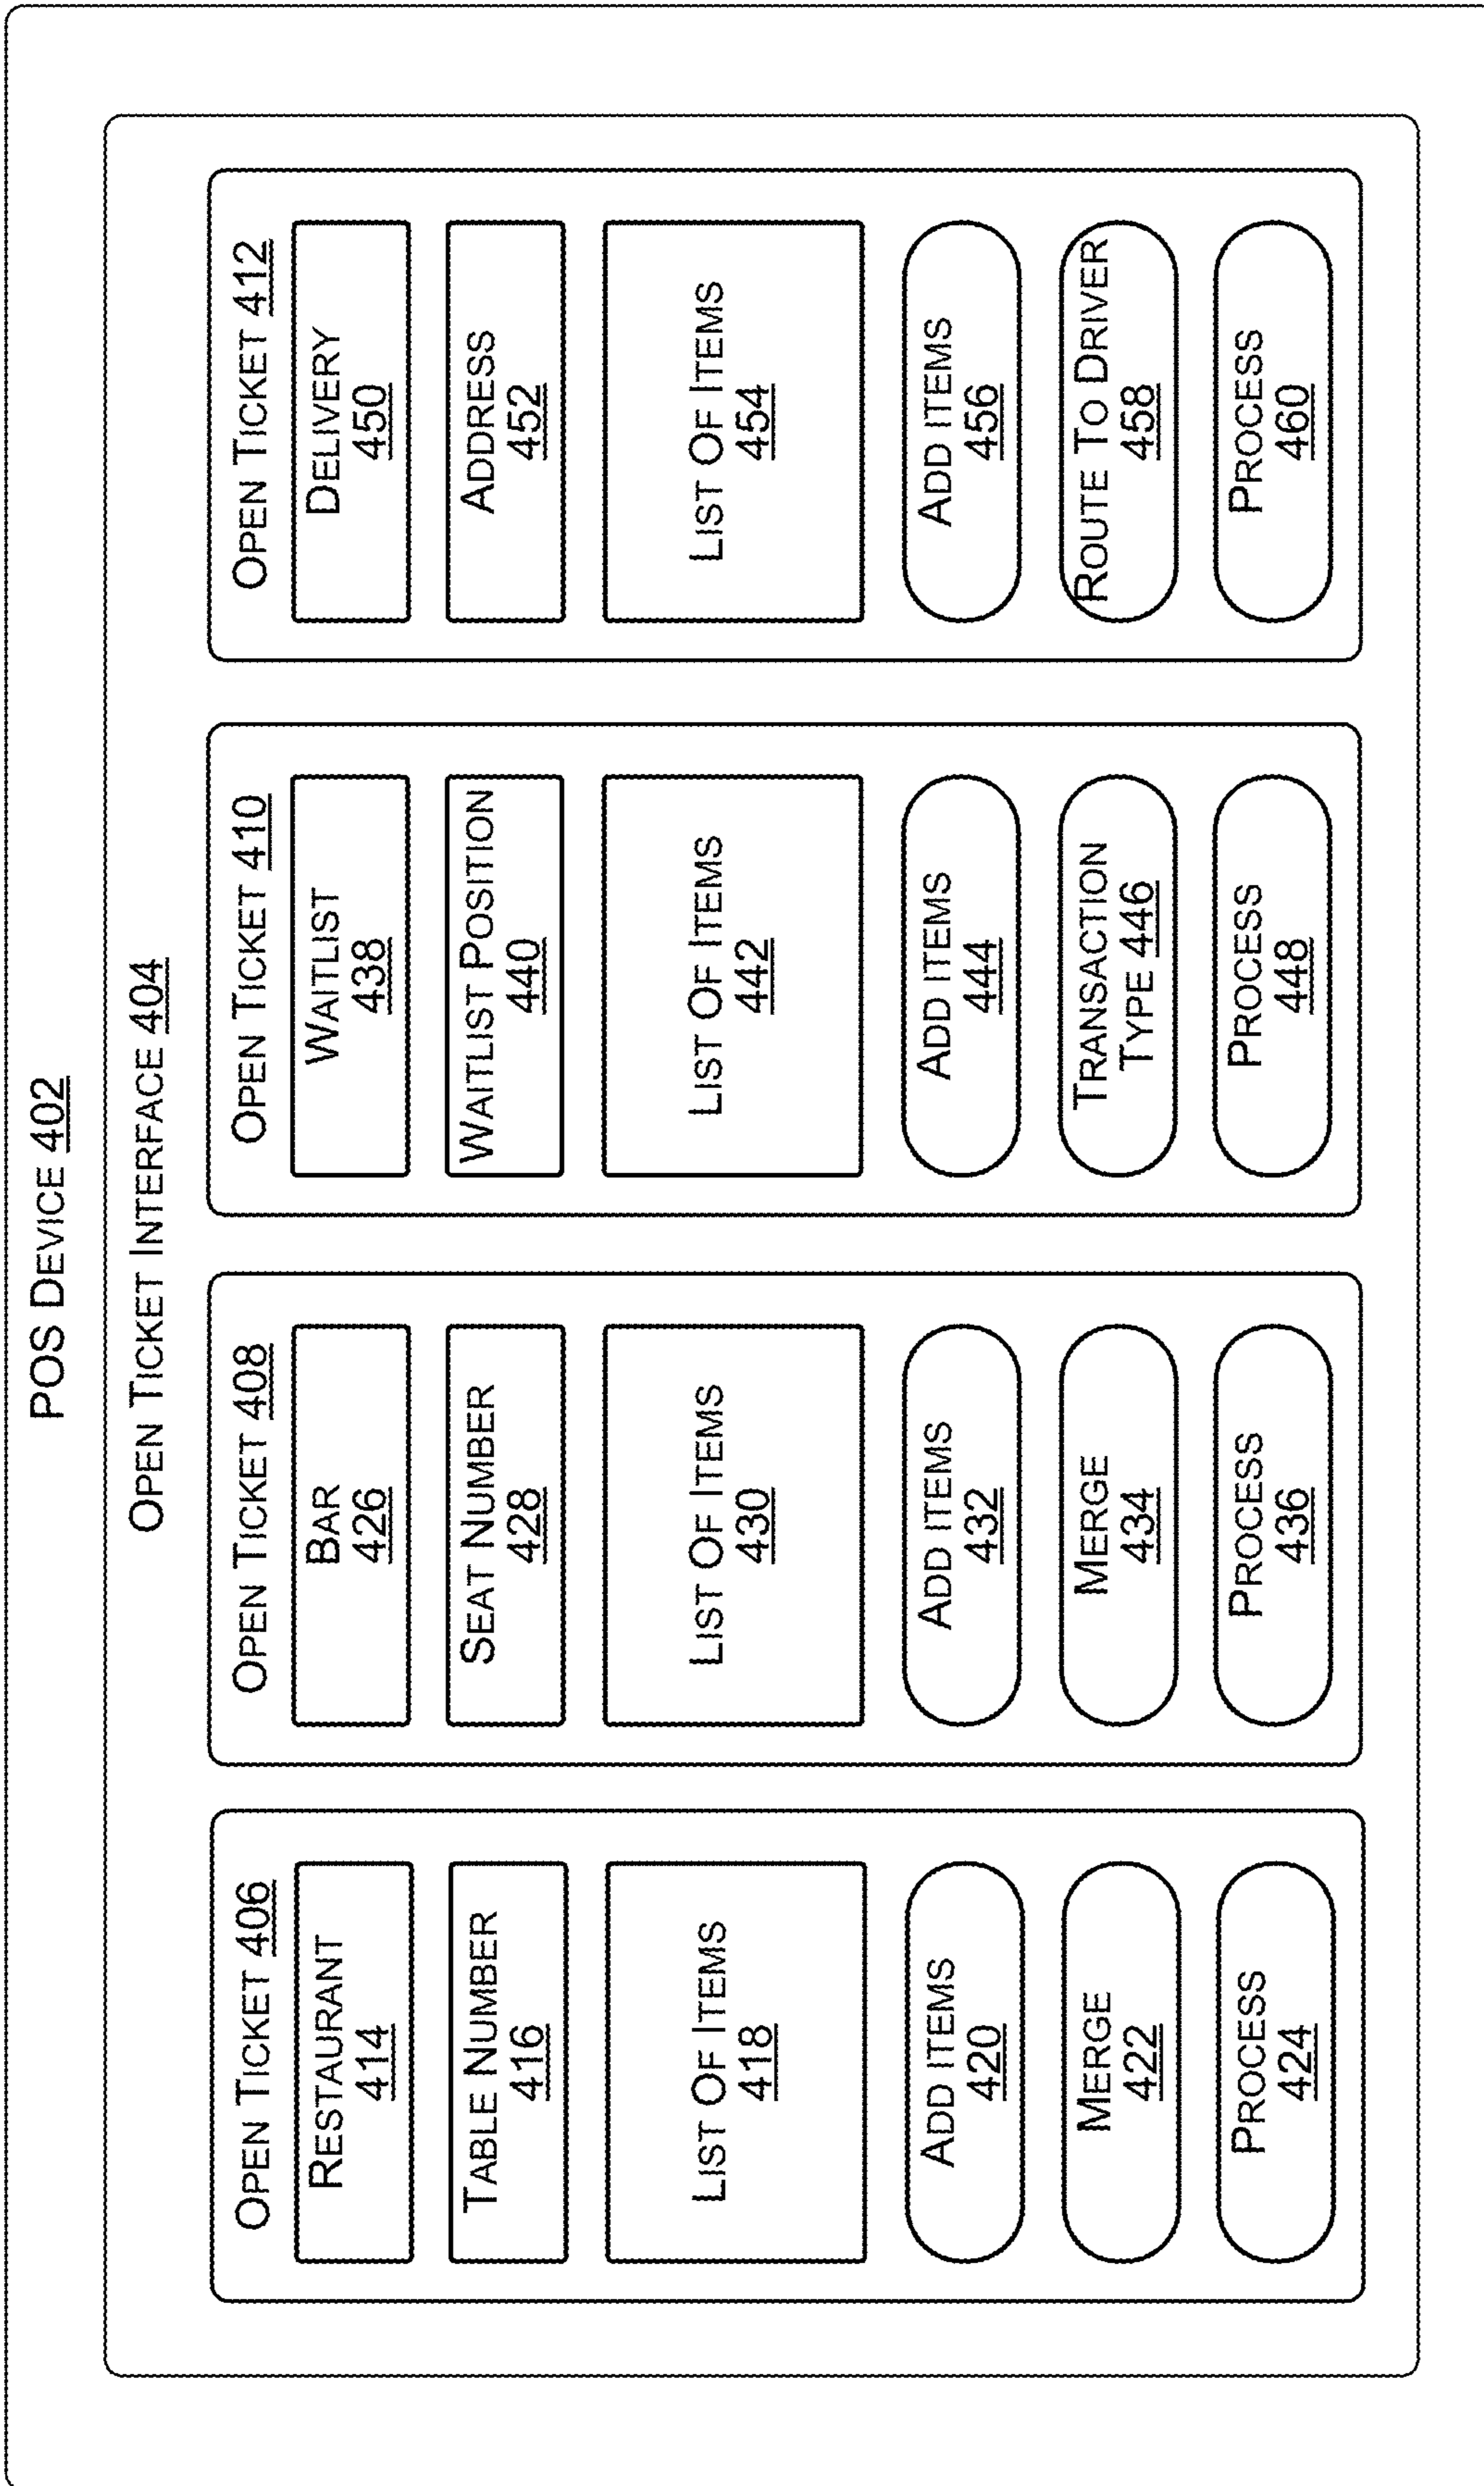 POS DEVICE 402
OPEN TICKET INTERFACE 404
OPEN TICKET 406
RESTAURANT
414
TABLE NUMBER
416
LIST OF ITEMS
418
ADD ITEMS
420
MERGE
422
PROCESS
424
OPEN TICKET 408
BAR
426
SEAT NUMBER
428
LIST OF ITEMS
430
ADD ITEMS
432
MERGE
434
PROCESS
436
OPEN TICKET 410
WAITLIST
438
WAITLIST POSITION
440
LIST OF ITEMS
442
ADD ITEMS
444
TRANSACTION
TYPE 446
PROCESS
448
OPEN TICKET 412
DELIVERY
450
ADDRESS
452
LIST OF ITEMS
454
ADD ITEMS
456
ROUTE TO DRIVER
458
PROCESS
460